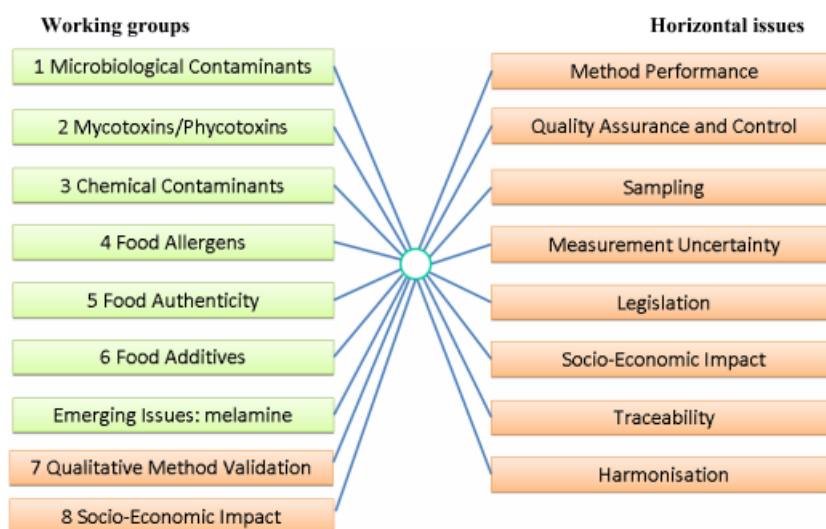 Working groups
1 Microbiological Contaminants
2 Mycotoxins/Phycotoxins
3 Chemical Contaminants
4 Food Allergens
5 Food Authenticity
6 Food Additives
Emerging Issues: melamine
7 Qualitative Method Validation
8 Socio-Economic Impact
Horizontal issues
Method Performance
Quality Assurance and Control
Sampling
Measurement Uncertainty
Legislation
Socio-Economic Impact
Traceability
Harmonisation